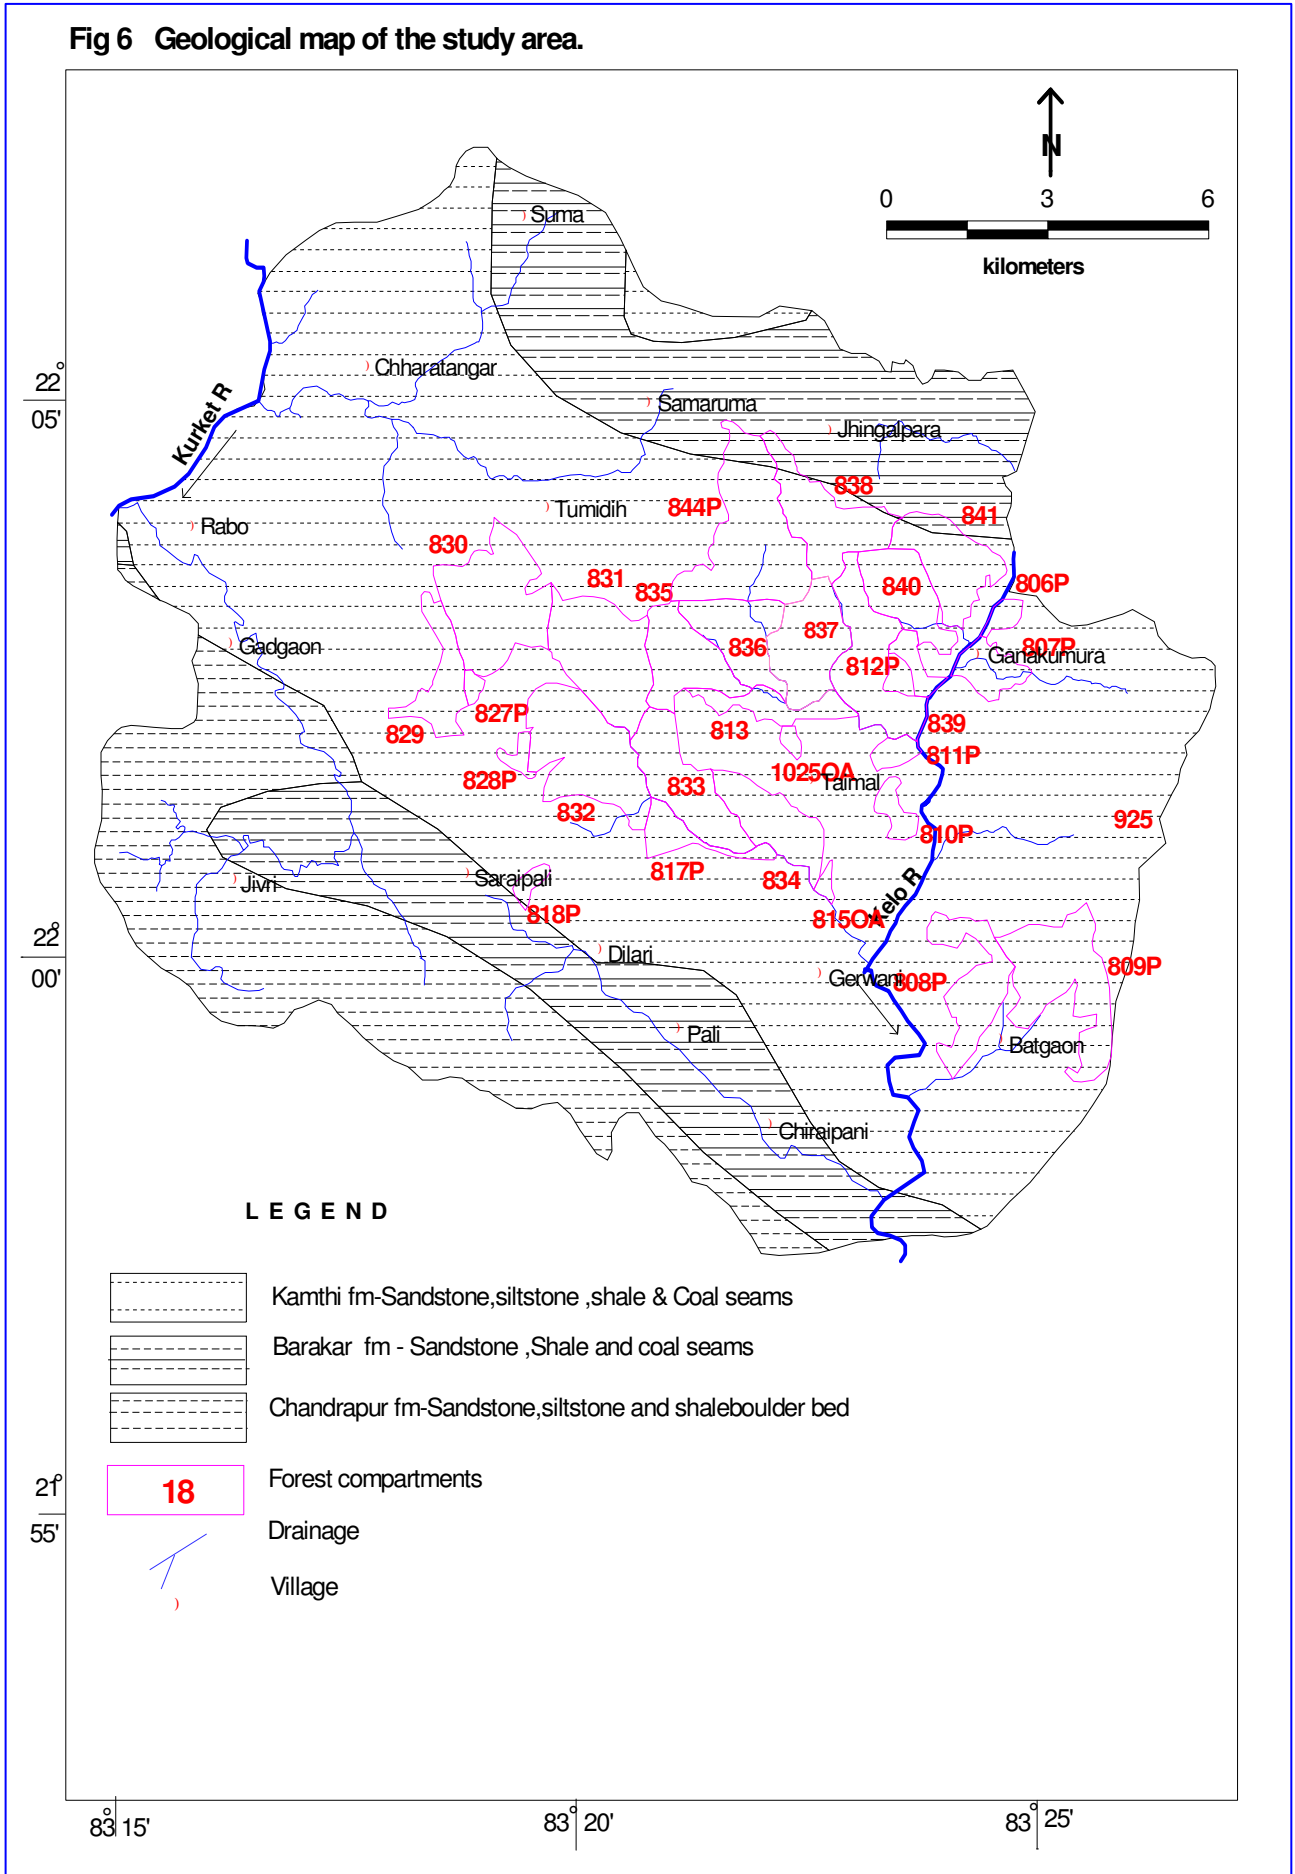 Fig 6 Geological map of the study area.
N
0 3 6
kilometers
Suma
Chharatangar
22°
05'
Kurket R
Samaruma
Jhingalpara
838
844P
Tumidih
841
Rabo
830
831
835
840
806P
837
836
Gadgaon
812P
807P
Ganakumura
827P
829
813
839
811P
1025OA
Taimal
828P
833
832
925
810P
817P
834
Saraipali
Jivri
818P
815OA
Kelo R
22°
00'
Dilari
Gerwani
808P
809P
Pali
Batgaon
Chiraipani
LEGEND
Kamthi fm-Sandstone,siltstone ,shale & Coal seams
Barakar fm - Sandstone ,Shale and coal seams
Chandrapur fm-Sandstone,siltstone and shaleboulder bed
18 Forest compartments
Drainage
Village
21°
55'
83° 15' 83° 20' 83° 25'